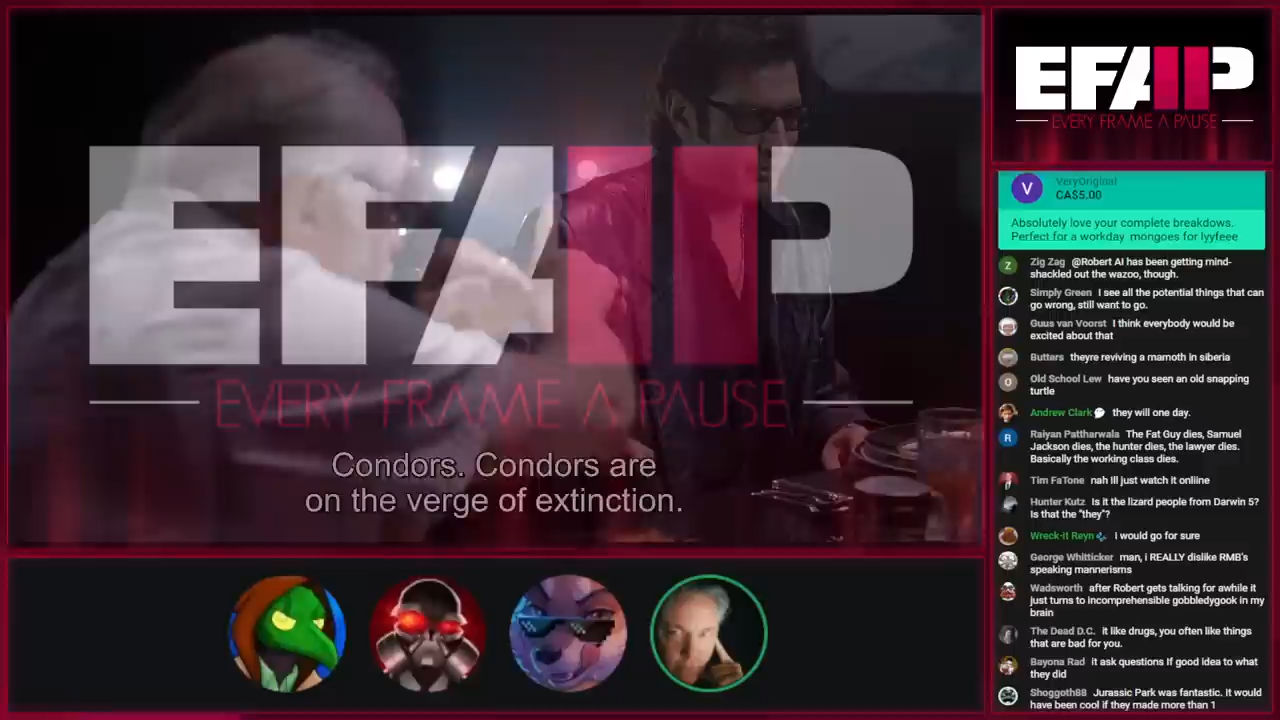 EFAP
EVERY FRAME A PAUSE
Condors. Condors are
on the verge of extinction.
EFAP
EVERY FRAME A PAUSE
V
VeryOriginal
CA$5.00
Absolutely love your complete breakdowns.
Perfect for a workday mongoes for lyyfeee
Z
Zig Zag @Robert AI has been getting mind-
shackled out the wazoo, though.
Simply Green I see all the potential things that can
go wrong, still want to go.
Guus van Voorst I think everybody would be
excited about that
Butters theyre reviving a mamoth in siberia
O
Old School Lew have you seen an old snapping
turtle
Andrew Clark they will one day.
R
Raiyan Pattharwala The Fat Guy dies, Samuel
Jackson dies, the hunter dies, the lawyer dies.
Basically the working class dies.
Tim FaTone nah Ill just watch it onliine
Hunter Kutz Is it the lizard people from Darwin 5?
Is that the "they"?
Wreck-It Reyn i would go for sure
George Whitticker man, i REALLY dislike RMB's
speaking mannerisms
Wadsworth after Robert gets talking for awhile it
just turns to incomprehensible gobbledygook in my
brain
The Dead D.C. it like drugs, you often like things
that are bad for you.
Bayona Rad it ask questions If good idea to what
they did
Shoggoth88 Jurassic Park was fantastic. It would
have been cool if they made more than 1